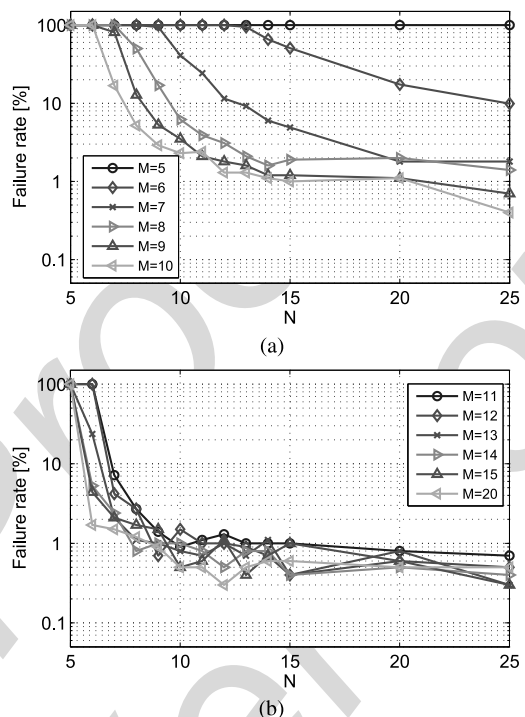 100
10
1
0.1
Failure rate [%]
M=5
M=6
M=7
M=8
M=9
M=10
5 10 15 20 25
N
(a)
100
10
1
0.1
Failure rate [%]
M=11
M=12
M=13
M=14
M=15
M=20
5 10 15 20 25
N
(b)